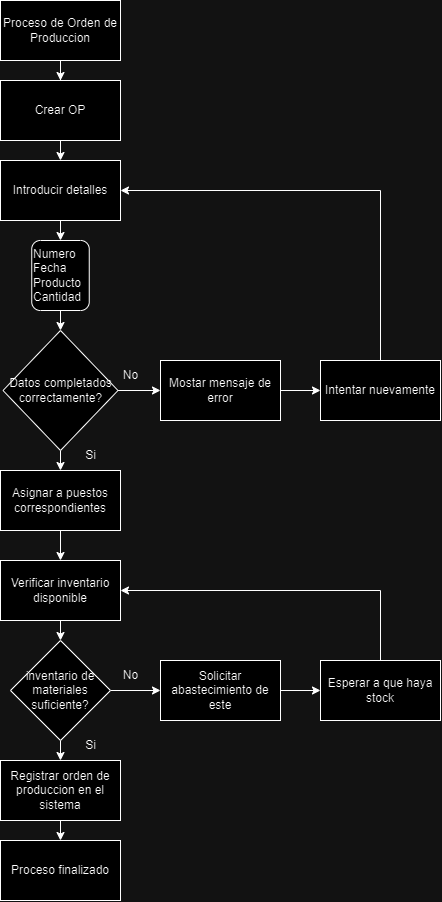 Proceso de Orden de
Produccion
Crear OP
Introducir detalles
Numero
Fecha
Producto
Cantidad
Datos completados
correctamente?
No
Mostar mensaje de
error
Intentar nuevamente
Si
Asignar a puestos
correspondientes
Verificar inventario
disponible
inventario de
materiales
suficiente?
No
Solicitar
abastecimiento de
este
Esperar a que haya
stock
Si
Registrar orden de
produccion en el
sistema
Proceso finalizado